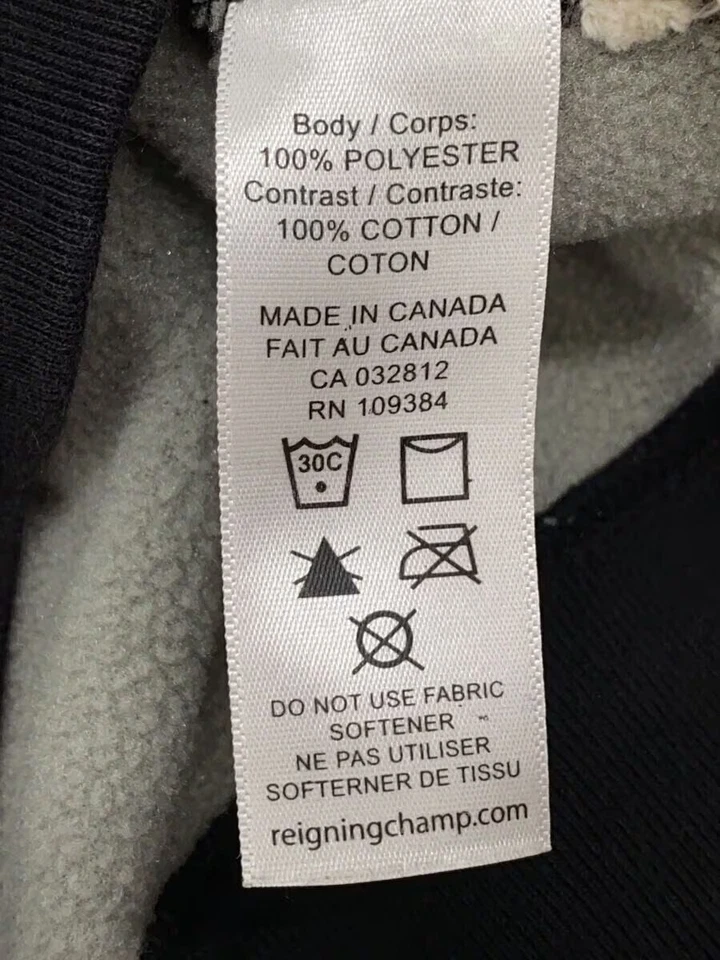 Body / Corps:
100% POLYESTER
Contrast / Contraste:
100% COTTON /
COTON
MADE IN CANADA
FAIT AU CANADA
CA 032812
RN 109384
30C
DO NOT USE FABRIC
SOFTENER
NE PAS UTILISER
SOFTERNER DE TISSU
reigningchamp.com